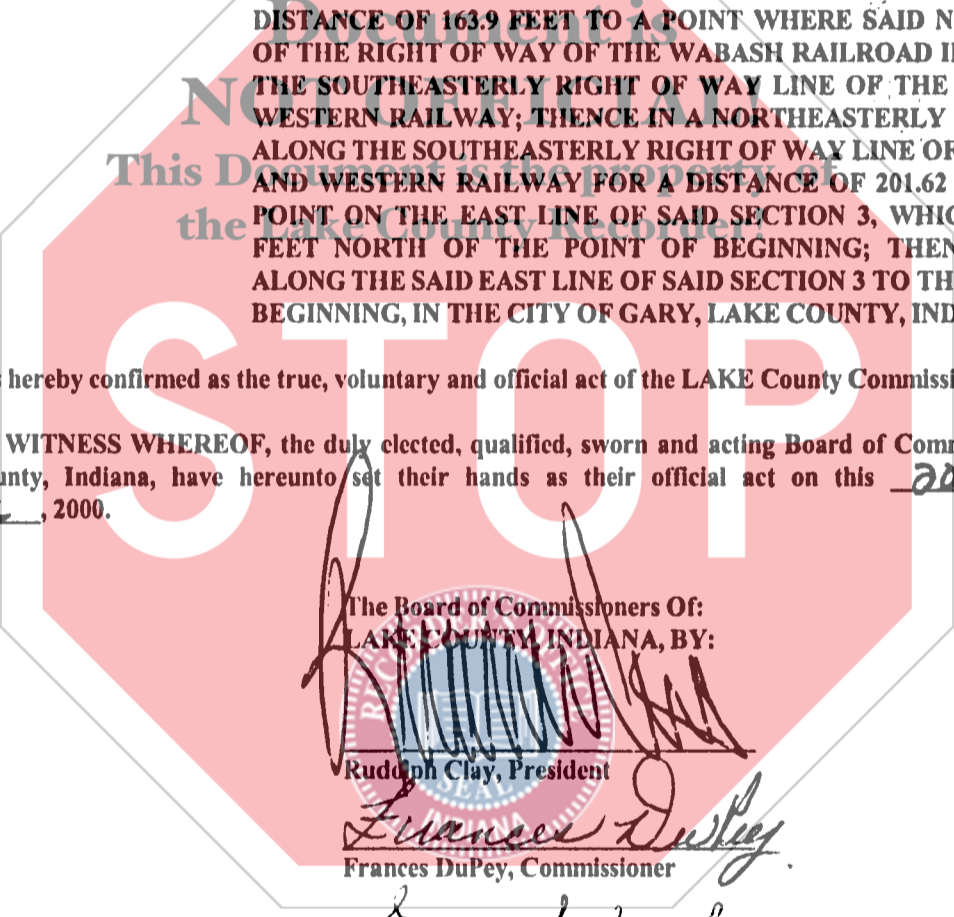 Document is
NOT OFFICIAL!
This Document is the property of
the Lake County Recorder!
STOP
DISTANCE OF 163.9 FEET TO A POINT WHERE SAID N
OF THE RIGHT OF WAY OF THE WABASH RAILROAD I
THE SOUTHEASTERLY RIGHT OF WAY LINE OF THE
WESTERN RAILWAY; THENCE IN A NORTHEASTERLY
ALONG THE SOUTHEASTERLY RIGHT OF WAY LINE OF
AND WESTERN RAILWAY FOR A DISTANCE OF 201.62
POINT ON THE EAST LINE OF SAID SECTION 3, WHIC
FEET NORTH OF THE POINT OF BEGINNING; THEN
ALONG THE SAID EAST LINE OF SAID SECTION 3 TO TH
BEGINNING, IN THE CITY OF GARY, LAKE COUNTY, IND
hereby confirmed as the true, voluntary and official act of the LAKE County Commissi
WITNESS WHEREOF, the duly elected, qualified, sworn and acting Board of Com
unty, Indiana, have hereunto set their hands as their official act on this 20
, 2000.
The Board of Commissioners Of:
LAKE COUNTY, INDIANA, BY:
RECORDER'S OFFICE
SEAL
INDIANA
Rudolph Clay, President
Frances DuPey
Frances DuPey, Commissioner